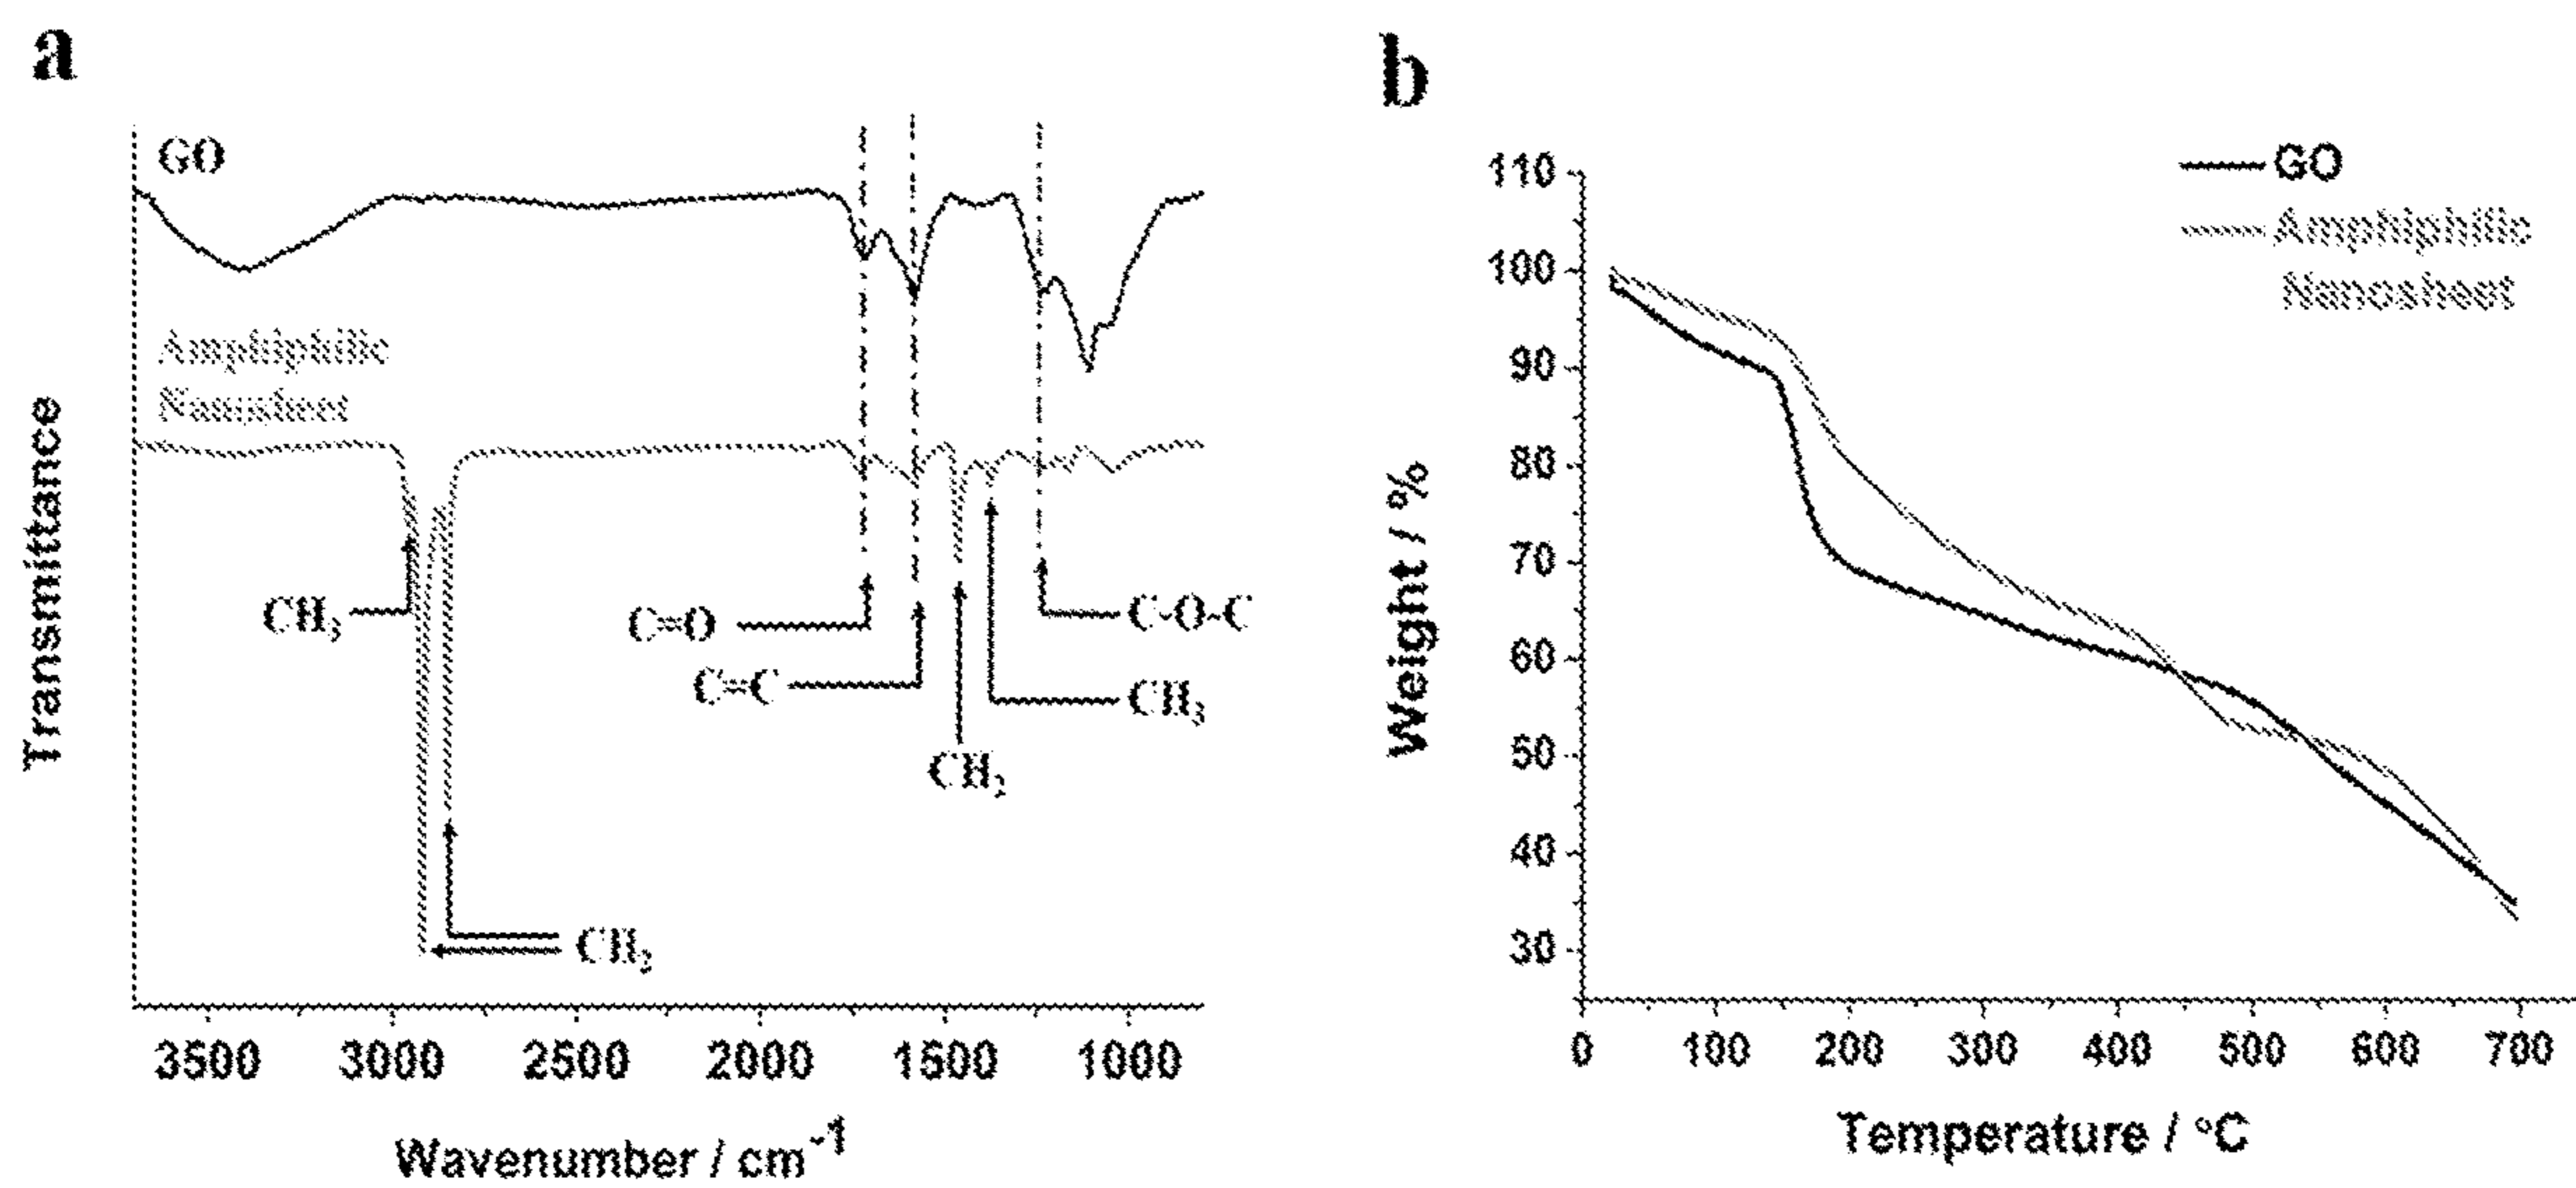 a
GO
Amphiphilic
Nanosheet
Transmittance
CH3
C=O
C=C
C-O-C
CH3
CH2
CH2
3500 3000 2500 2000 1500 1000
Wavenumber / cm-1
b
GO
Amphiphilic
Nanosheet
Weight / %
110
100
90
80
70
60
50
40
30
0 100 200 300 400 500 600 700
Temperature / °C